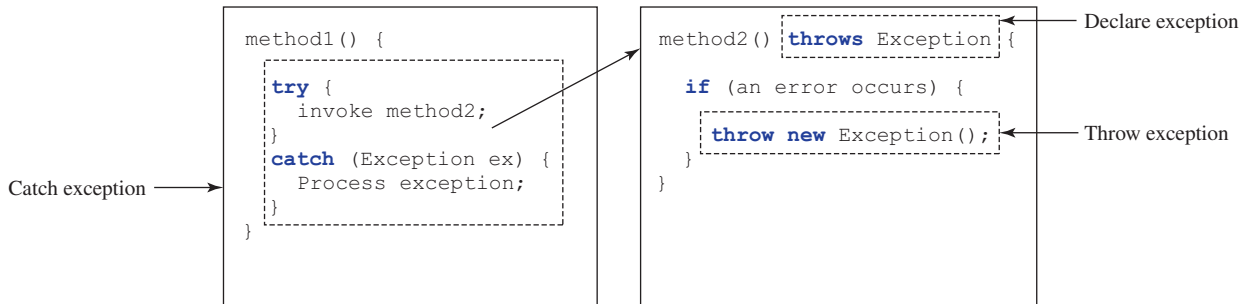 method1() {
try {
invoke method2;
}
catch (Exception ex) {
Process exception;
}
}
Catch exception
method2() throws Exception {
if (an error occurs) {
throw new Exception();
}
}
Declare exception
Throw exception